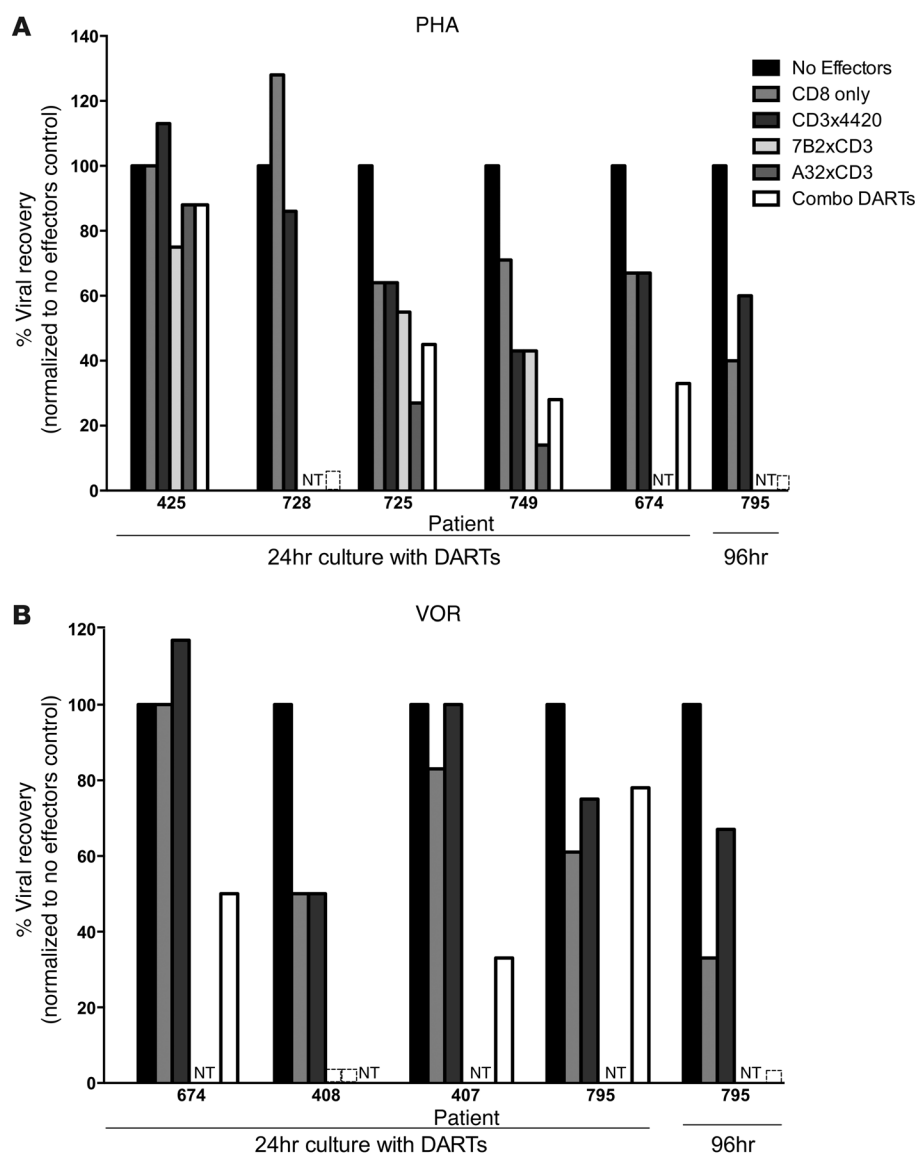 A
PHA
% Viral recovery
(normalized to no effectors control)
140
120
100
80
60
40
20
0
No Effectors
CD8 only
CD3x4420
7B2xCD3
A32xCD3
Combo DARTs
NT NT NT
425 728 725 749 674 795
Patient
24hr culture with DARTs 96hr
B
VOR
% Viral recovery
(normalized to no effectors control)
120
100
80
60
40
20
0
NT NT NT NT NT
674 408 407 795 795
Patient
24hr culture with DARTs 96hr